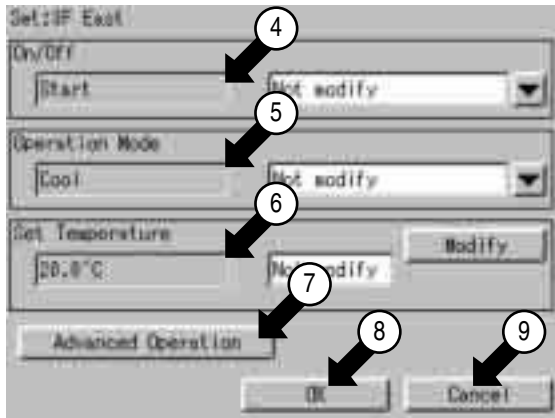 Set:3F East
4
On/Off
Start Not modify
5
Operation Mode
Cool Not modify
6
Set Temperature
Modify
20.0°C Not modify
7
Advanced Operation
8 9
OK Cancel